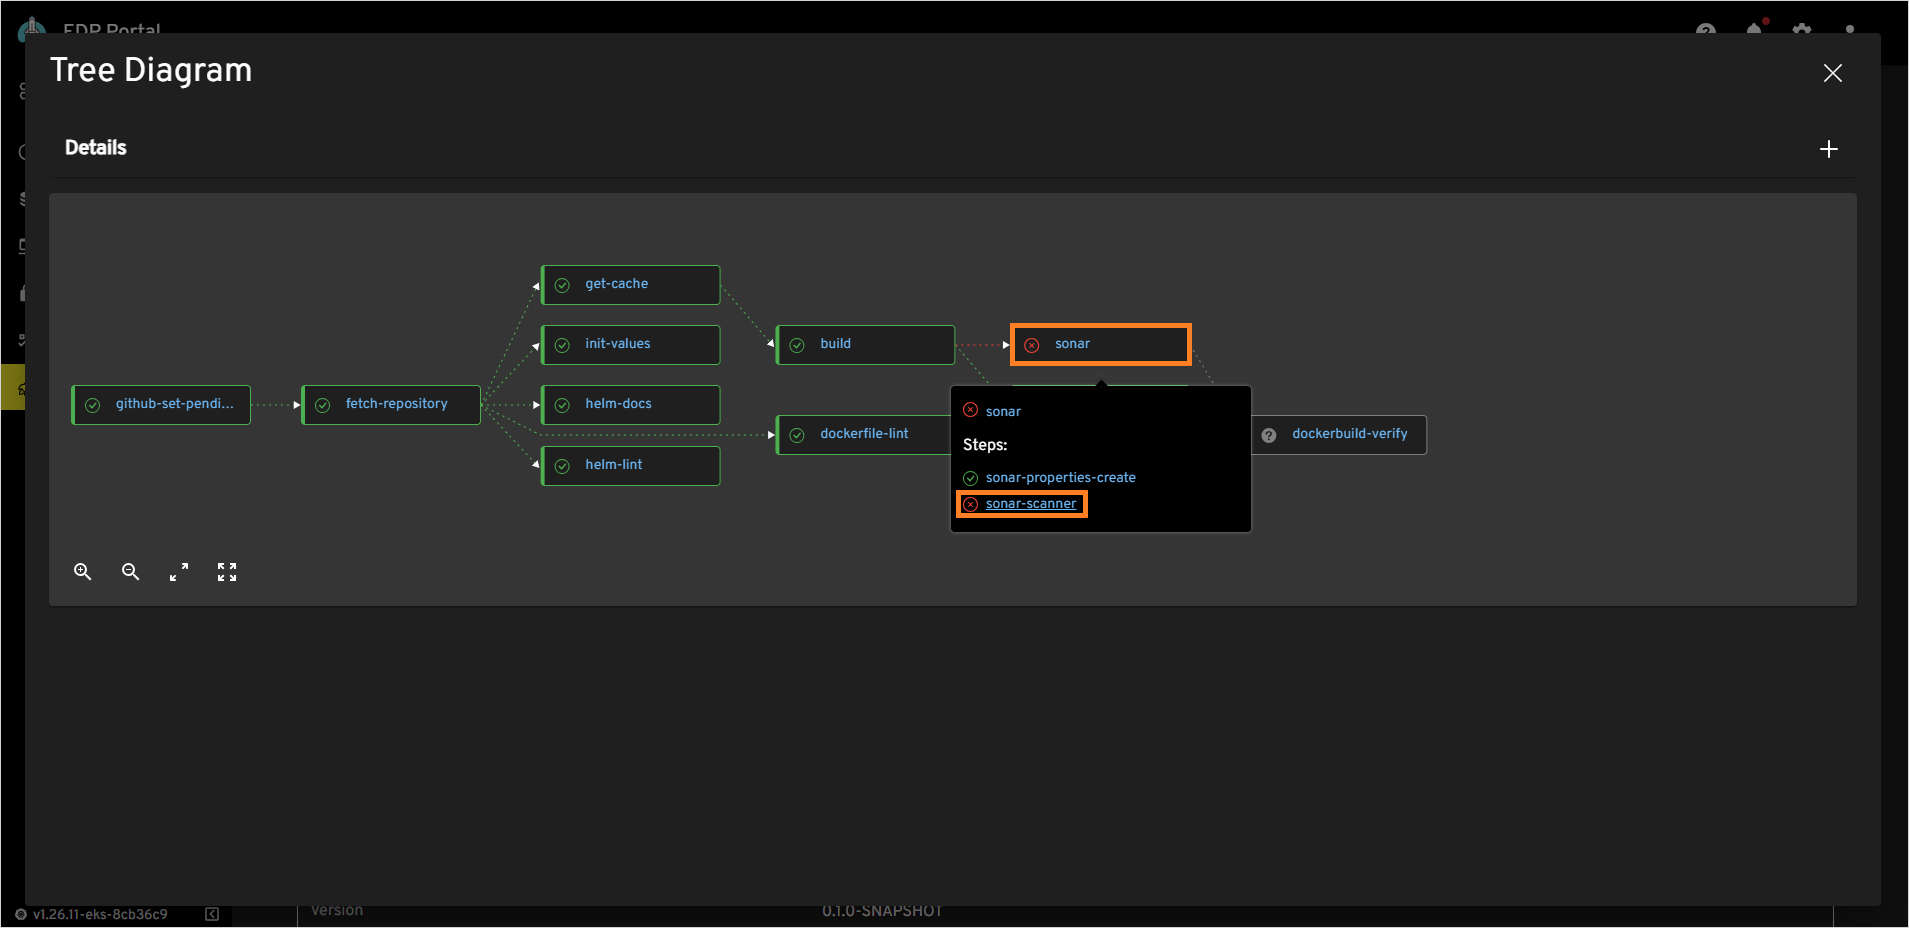 EDP Portal
Tree Diagram
Details
get-cache
init-values
build
sonar
github-set-pendi...
fetch-repository
helm-docs
sonar
dockerfile-lint
dockerbuild-verify
Steps:
helm-lint
sonar-properties-create
sonar-scanner
v1.26.11-eks-8cb36c9
Version
0.1.0-SNAPSHOT